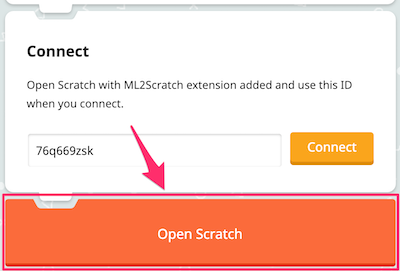 Connect
Open Scratch with ML2Scratch extension added and use this ID
when you connect.
76q669zsk
Connect
Open Scratch